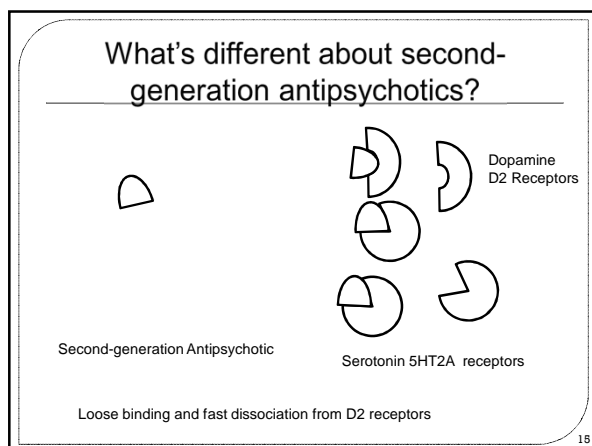 What's different about second-
generation antipsychotics?
Dopamine
D2 Receptors
Second-generation Antipsychotic
Serotonin 5HT2A receptors
Loose binding and fast dissociation from D2 receptors
15